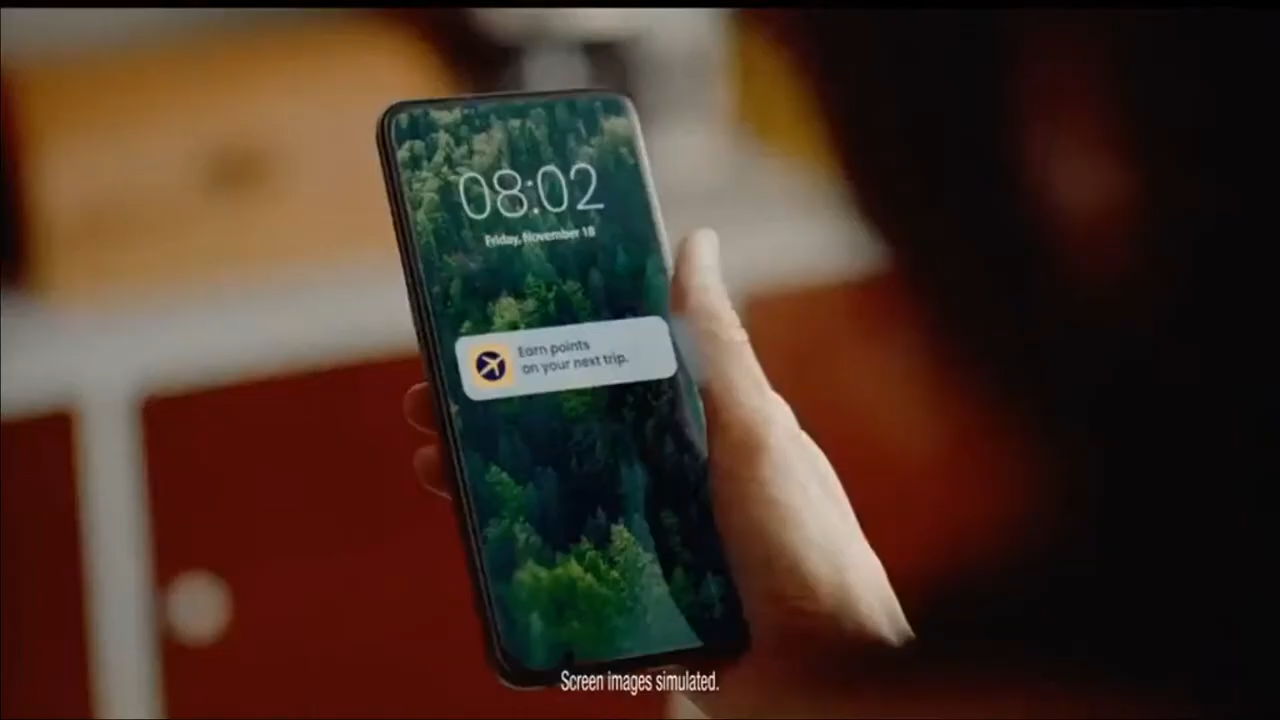 08:02
Friday, November 18
Earn points
on your next trip.
Screen images simulated.